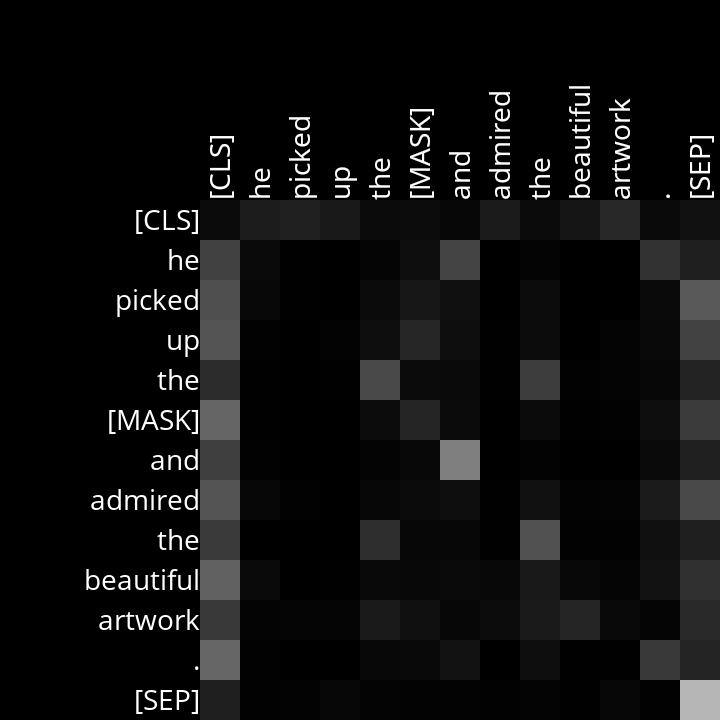 [CLS] he picked up the [MASK] and admired the beautiful artwork . [SEP]
[CLS]
he
picked
up
the
[MASK]
and
admired
the
beautiful
artwork
.
[SEP]